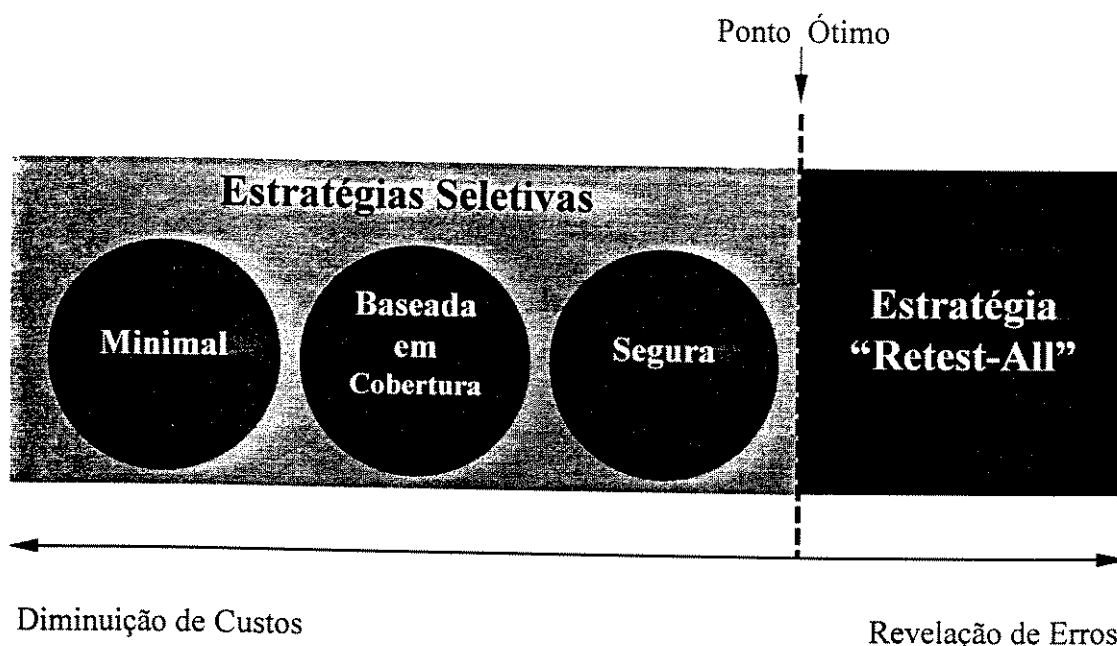 Ponto Ótimo
Estratégias Seletivas
Minimal
Baseada
em
Cobertura
Segura
Estratégia
“Retest-All”
Diminuição de Custos
Revelação de Erros